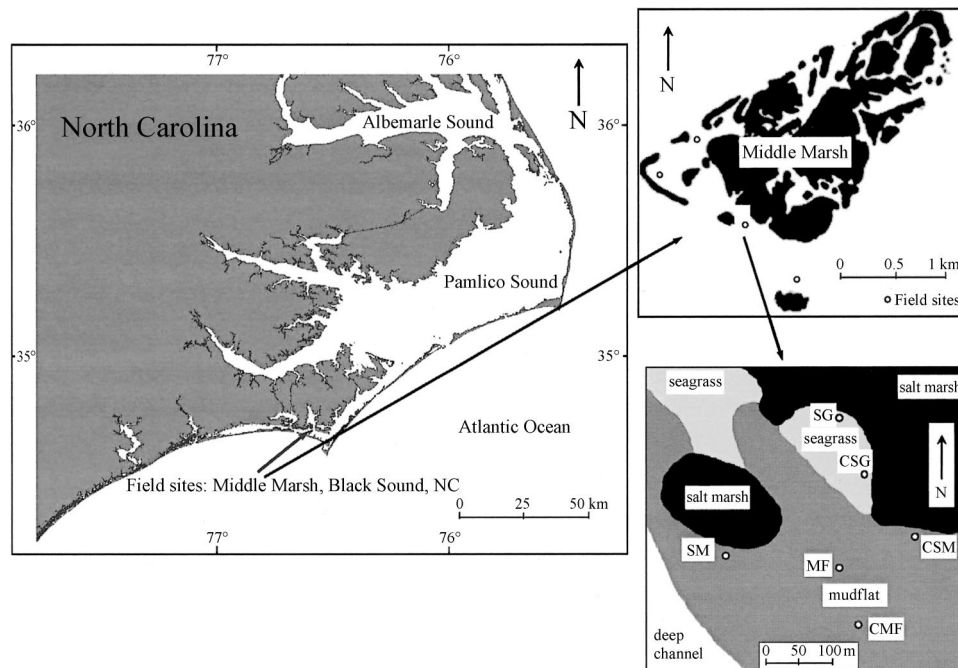 77°
76°
36°
North Carolina
Albemarle Sound
N
36°
Pamlico Sound
35°
35°
Atlantic Ocean
Field sites: Middle Marsh, Black Sound, NC
0 25 50 km
77°
76°
N
Middle Marsh
0 0.5 1 km
Field sites
seagrass
salt marsh
SG
seagrass
CSG
N
salt marsh
SM
CSM
MF
mudflat
CMF
deep
channel
0 50 100 m